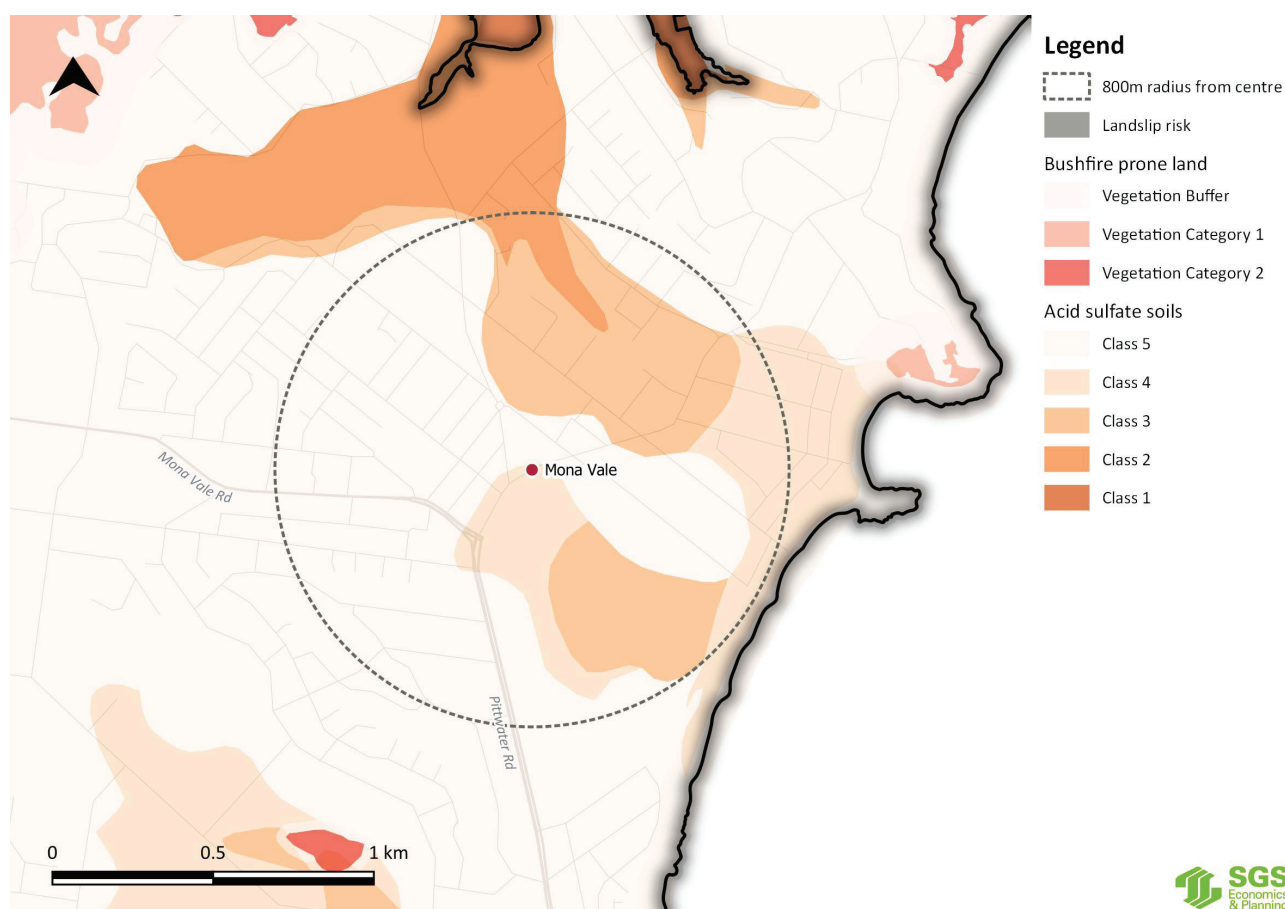 Legend
800m radius from centre
Landslip risk
Bushfire prone land
Vegetation Buffer
Vegetation Category 1
Vegetation Category 2
Acid sulfate soils
Class 5
Class 4
Class 3
Class 2
Class 1
Mona Vale
Mona Vale Rd
Pittwater Rd
0 0.5 1 km
SGS
Economics
& Planning